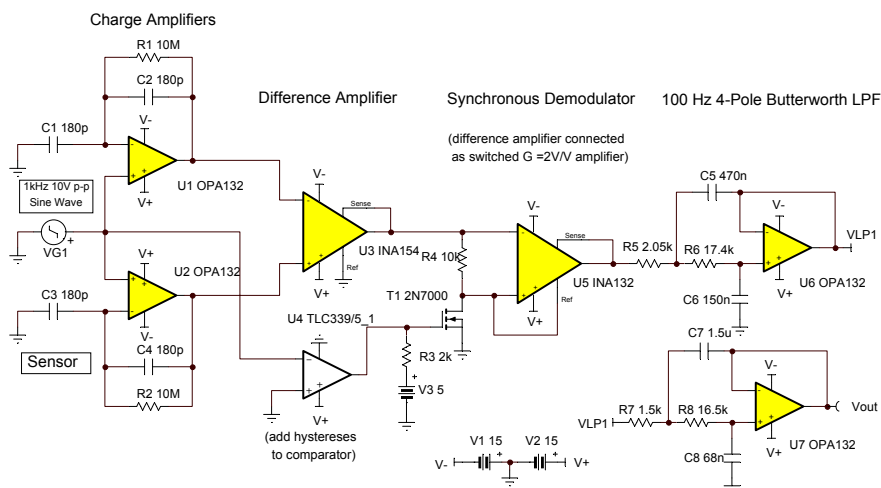 Charge Amplifiers
R1 10M
C2 180p
C1 180p
V-
U1 OPA132
V+
1kHz 10V p-p
Sine Wave
VG1
V+
U2 OPA132
C3 180p
V-
C4 180p
Sensor
R2 10M
Difference Amplifier
V-
Sense
U3 INA154
Ref
V+
U4 TLC339/5_1
V+
(add hystereses
to comparator)
R3 2k
V3 5
Synchronous Demodulator
(difference amplifier connected
as switched G =2V/V amplifier)
R4 10k
T1 2N7000
V-
Sense
U5 INA132
Ref
V+
V1 15
V2 15
V-
V+
100 Hz 4-Pole Butterworth LPF
C5 470n
V-
R5 2.05k
R6 17.4k
VLP1
U6 OPA132
V+
C6 150n
C7 1.5u
V-
VLP1
R7 1.5k
R8 16.5k
Vout
U7 OPA132
V+
C8 68n